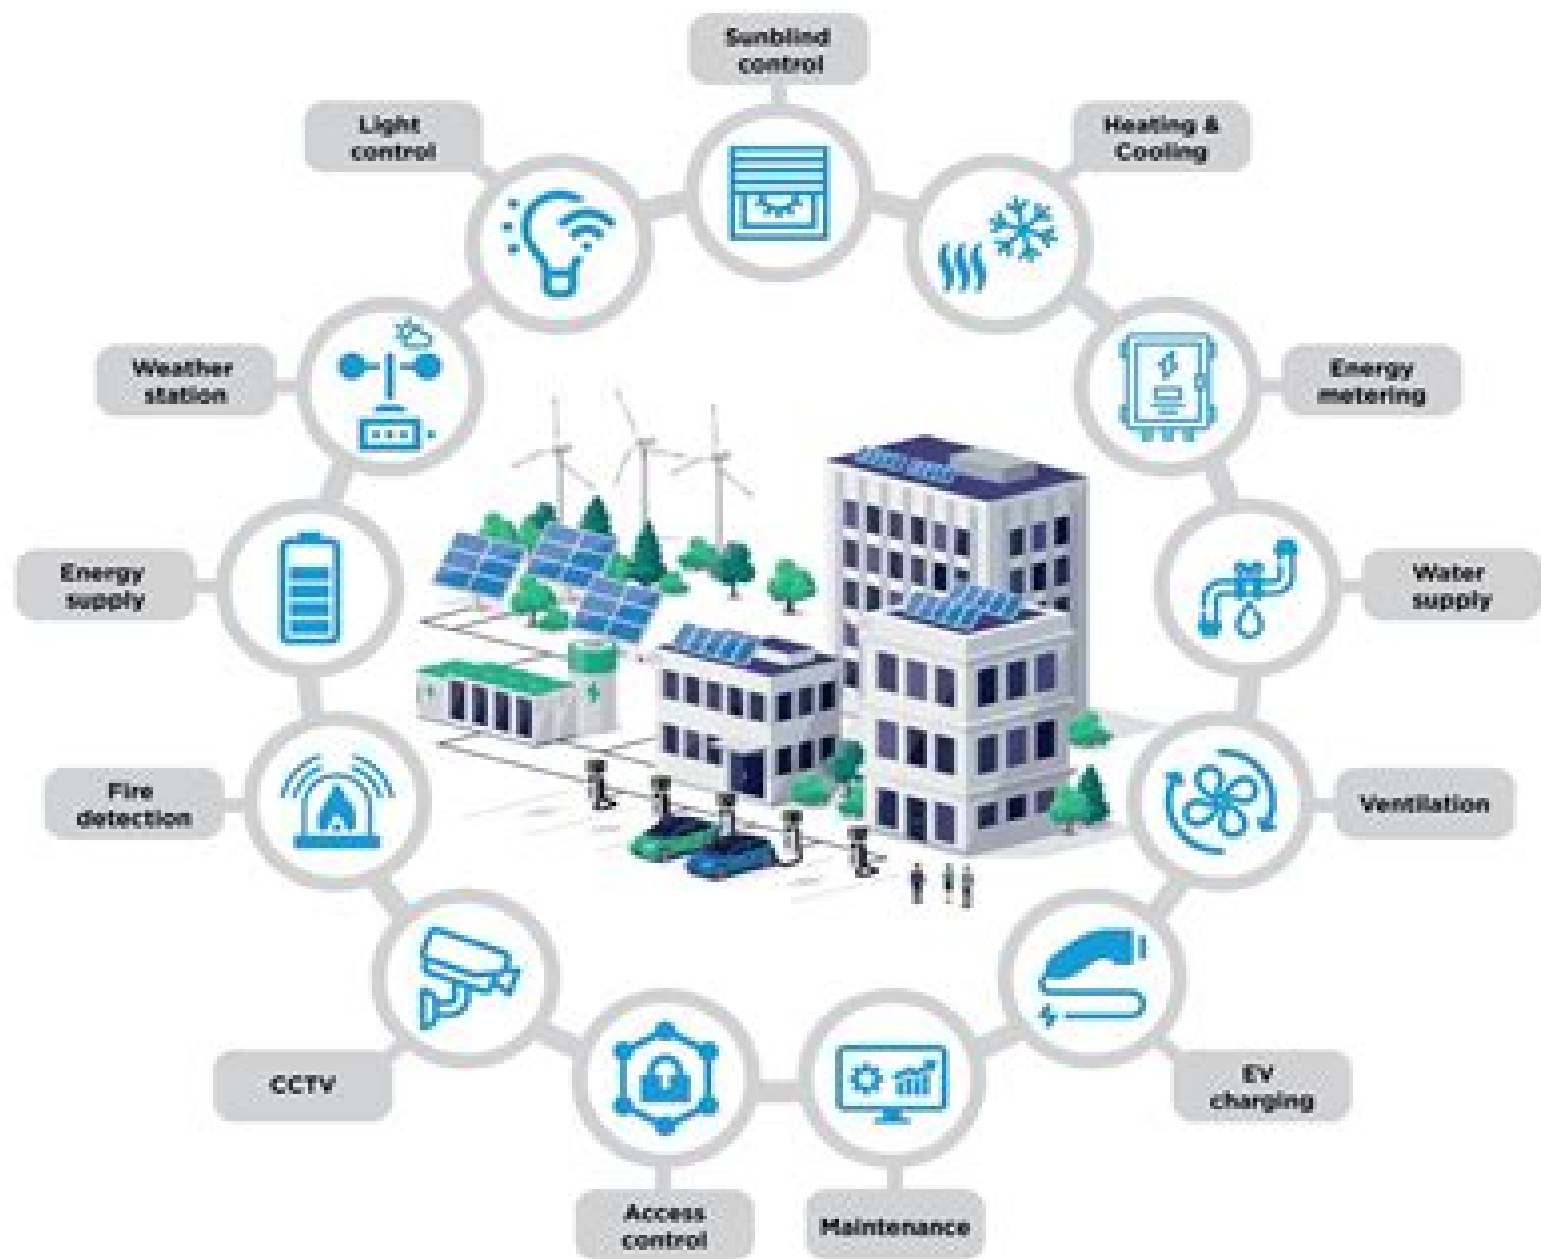 Sunblind
control
Light
control
Heating &
Cooling
Weather
station
Energy
metering
Energy
supply
Water
supply
Fire
detection
Ventilation
CCTV
EV
charging
Access
control
Maintenance